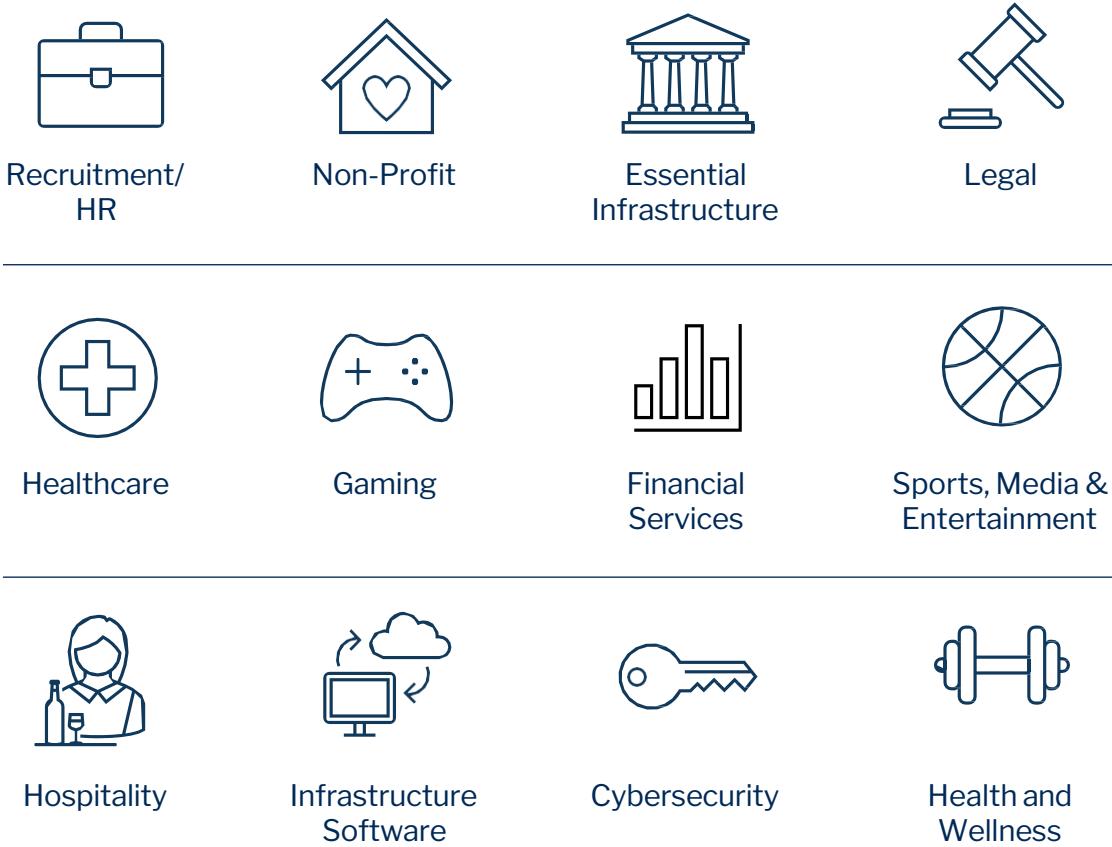 Recruitment/
HR
Non-Profit
Essential
Infrastructure
Legal
Healthcare
Gaming
Financial
Services
Sports, Media &
Entertainment
Hospitality
Infrastructure
Software
Cybersecurity
Health and
Wellness